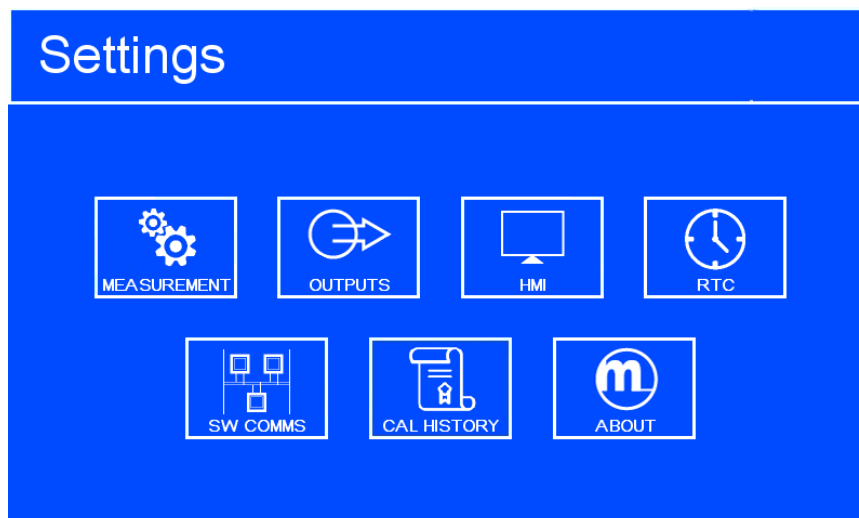 Settings
MEASUREMENT
OUTPUTS
HMI
RTC
SW COMMS
CAL HISTORY
m
ABOUT